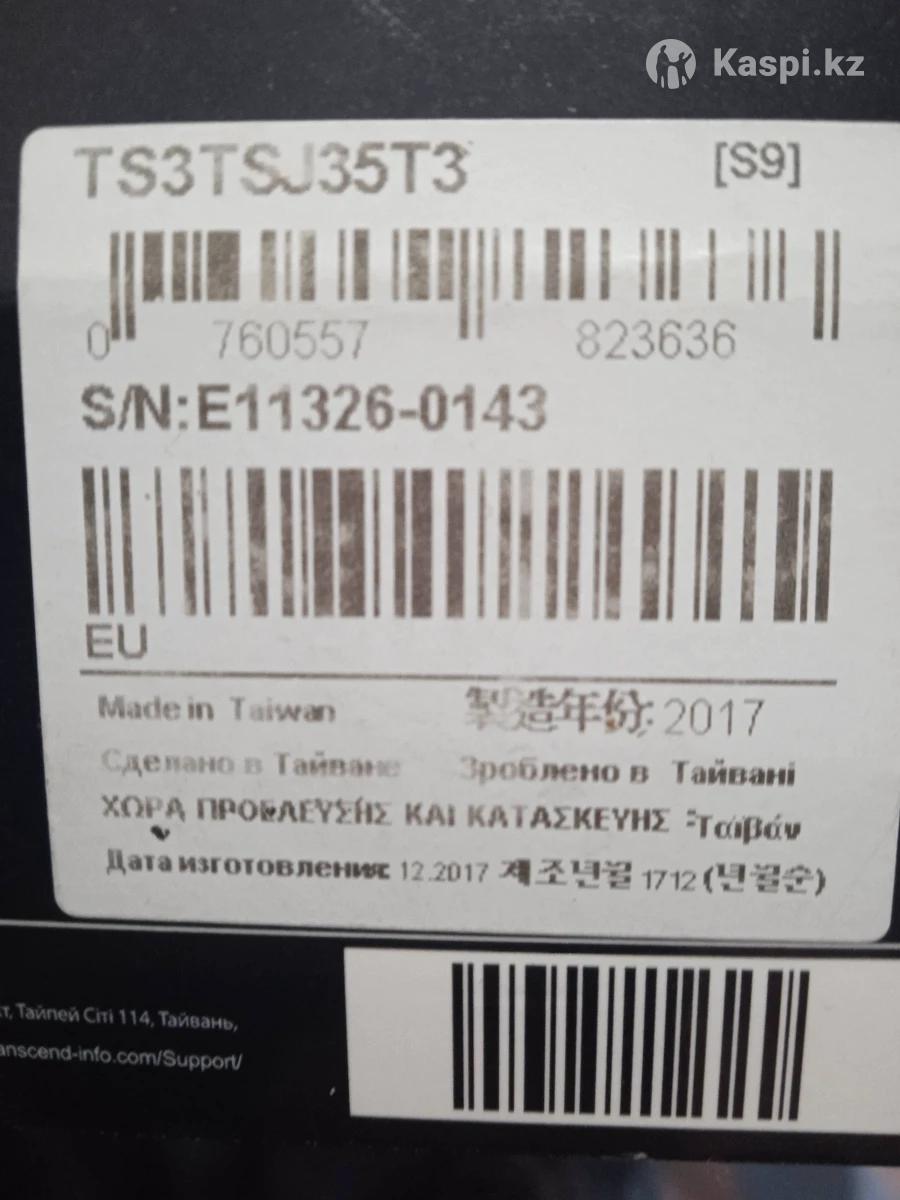 Kaspi.kz
TS3TSJ35T3 [S9]
0 760557 823636
S/N:E11326-0143
EU
Made in Taiwan 製造年份: 2017
Сделано в Тайване Зроблено в Тайвані
ΧΩΡΑ ΠΡΟΕΛΕΥΣΗΣ ΚΑΙ ΚΑΤΑΣΚΕΥΗΣ :Ταϊβάν
Дата изготовления: 12.2017 제조년월 1712 (년월순)
т, Тайпей Citi 114, Тайвань,
anscend-info.com/Support/